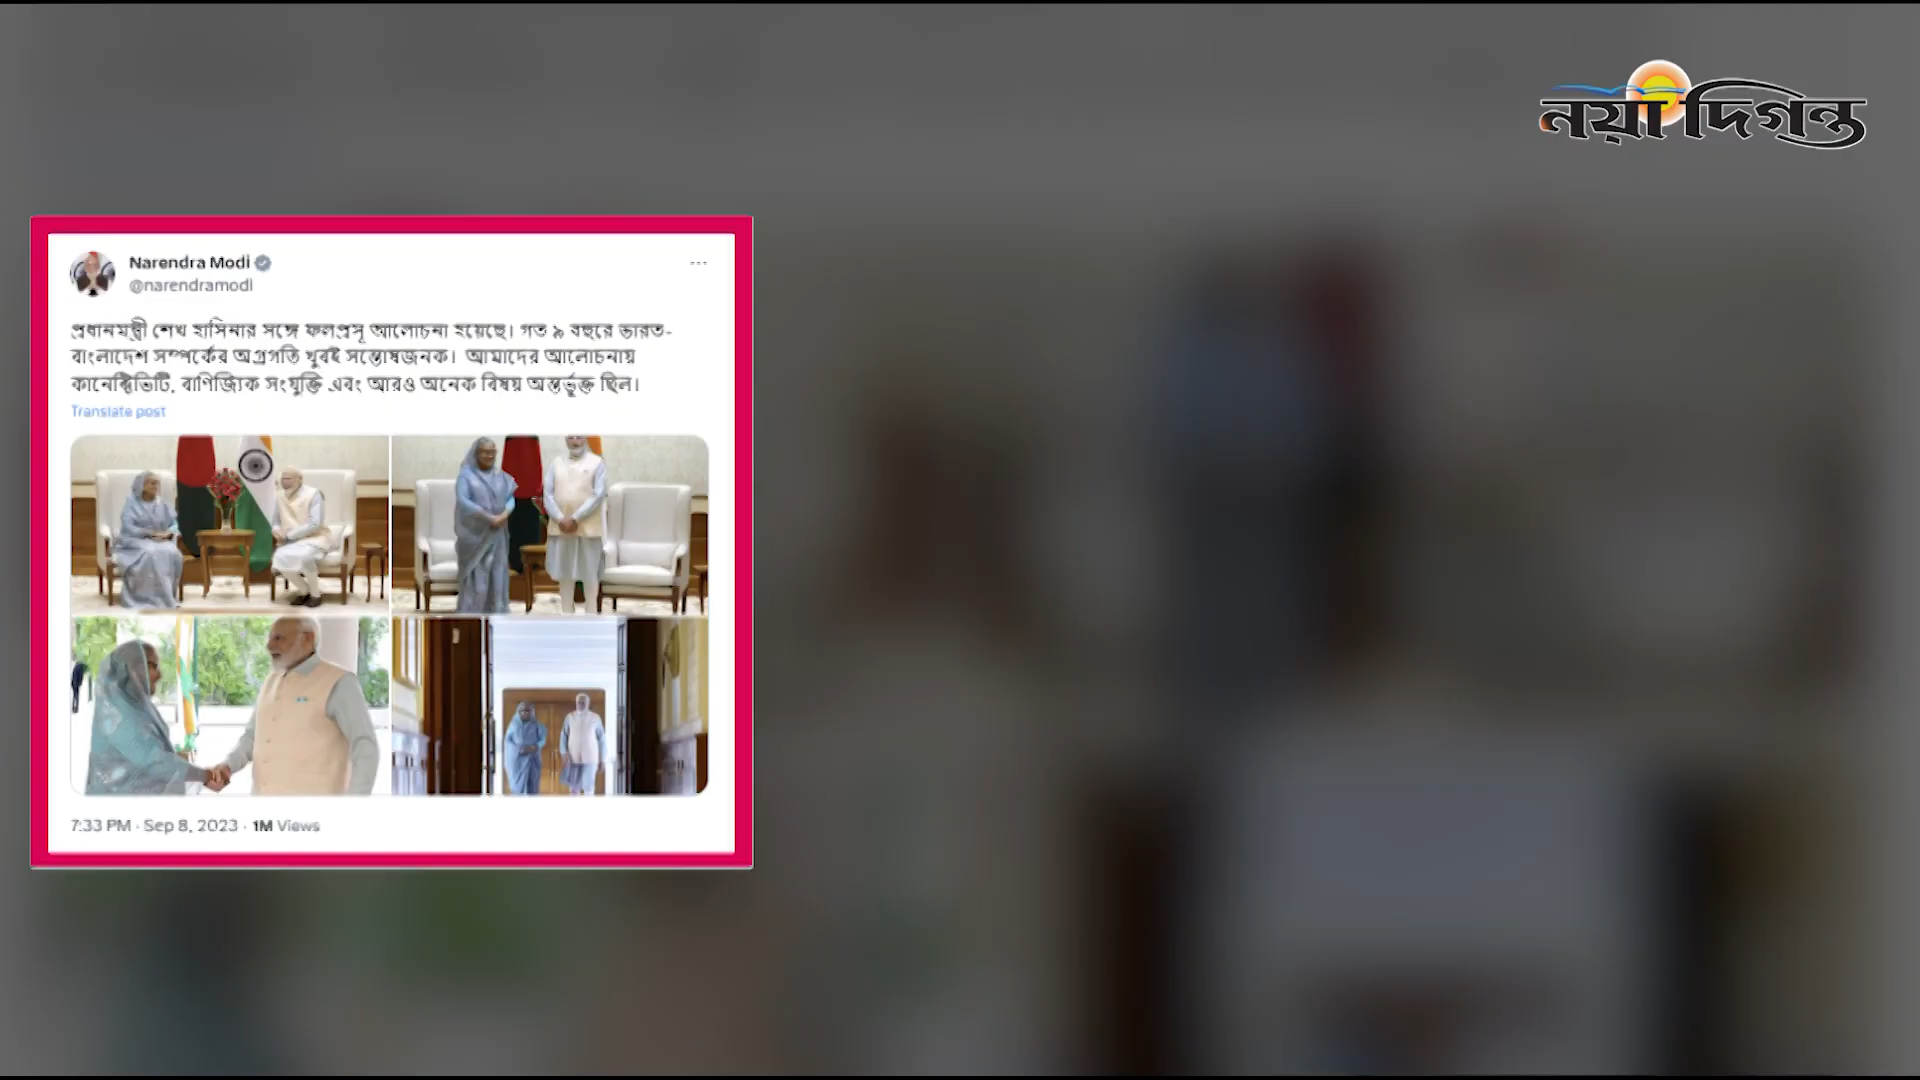 নয়া দিগন্ত
Narendra Modi
@narendramodi
প্রধানমন্ত্রী শেখ হাসিনার সঙ্গে ফলপ্রসূ আলোচনা হয়েছে। গত ৯ বছরে ভারত-
বাংলাদেশ সম্পর্কের অগ্রগতি খুবই সন্তোষজনক। আমাদের আলোচনায়
কানেক্টিভিটি, বাণিজ্যিক সংযুক্তি এবং আরও অনেক বিষয় অন্তর্ভুক্ত ছিল।
Translate post
7:33 PM · Sep 8, 2023 · 1M Views